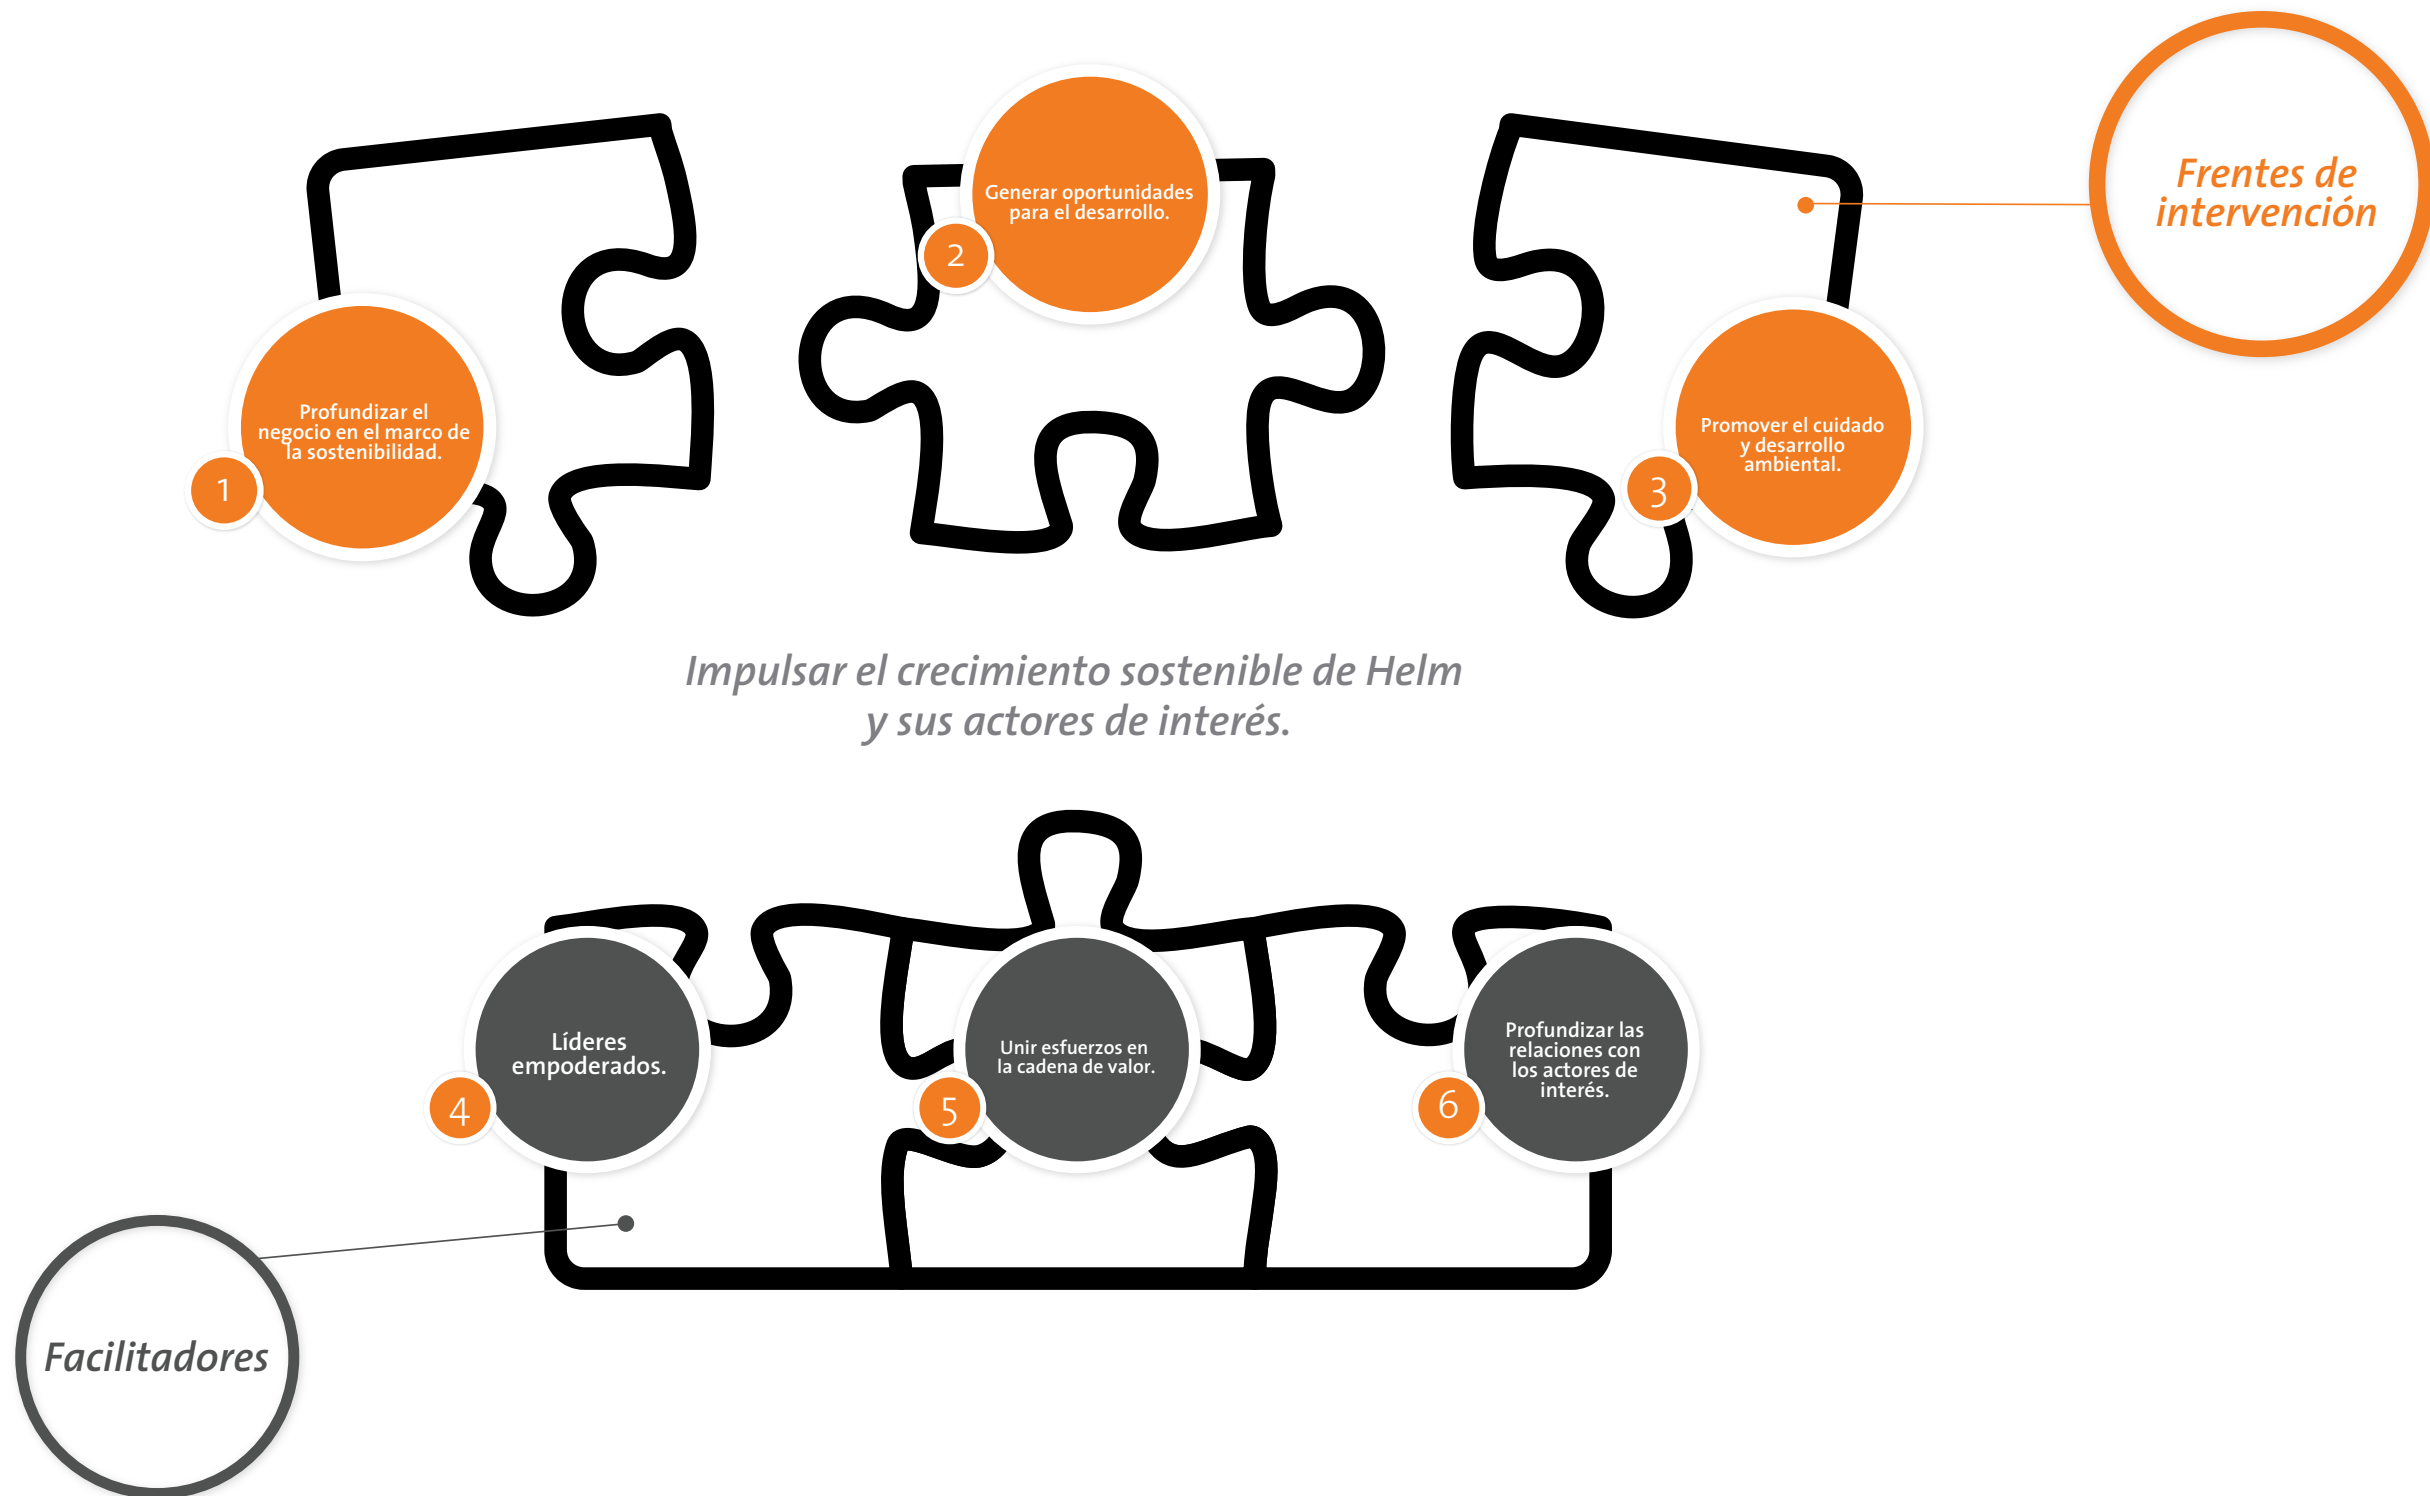 Generar oportunidades
para el desarrollo.
2
Frentes de
intervención
Profundizar el
negocio en el marco de
la sostenibilidad.
1
Promover el cuidado
y desarrollo
ambiental.
3
Impulsar el crecimiento sostenible de Helm
y sus actores de interés.
Líderes
empoderados.
4
Unir esfuerzos en
la cadena de valor.
5
Profundizar las
relaciones con
los actores de
interés.
6
Facilitadores